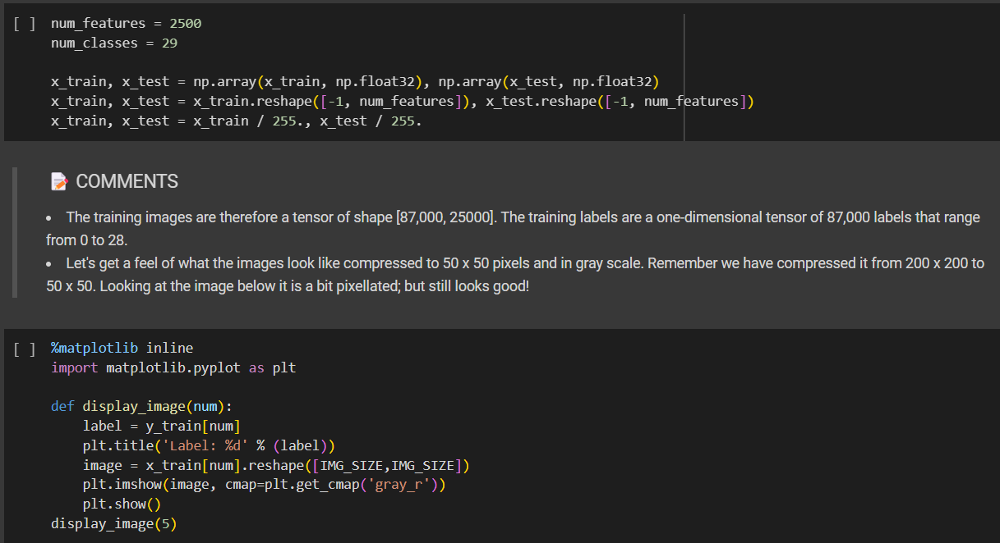 [ ] num_features = 2500
num_classes = 29
x_train, x_test = np.array(x_train, np.float32), np.array(x_test, np.float32)
x_train, x_test = x_train.reshape([-1, num_features]), x_test.reshape([-1, num_features])
x_train, x_test = x_train / 255., x_test / 255.
📝 COMMENTS
• The training images are therefore a tensor of shape [87,000, 25000]. The training labels are a one-dimensional tensor of 87,000 labels that range
from 0 to 28.
• Let's get a feel of what the images look like compressed to 50 x 50 pixels and in gray scale. Remember we have compressed it from 200 x 200 to
50 x 50. Looking at the image below it is a bit pixellated; but still looks good!
[ ] %matplotlib inline
import matplotlib.pyplot as plt
def display_image(num):
    label = y_train[num]
    plt.title('Label: %d' % (label))
    image = x_train[num].reshape([IMG_SIZE,IMG_SIZE])
    plt.imshow(image, cmap=plt.get_cmap('gray_r'))
    plt.show()
display_image(5)